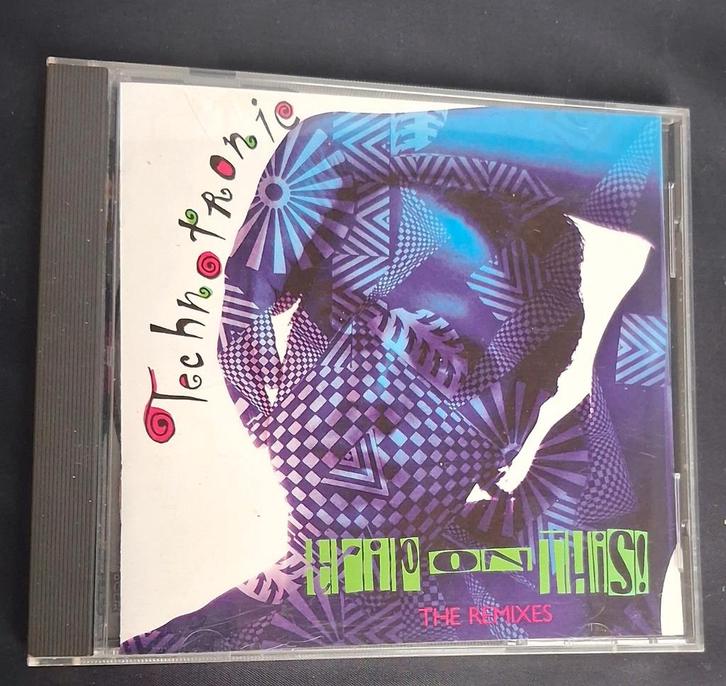 Technotronic
trip ON THiS!
THE REMIXES